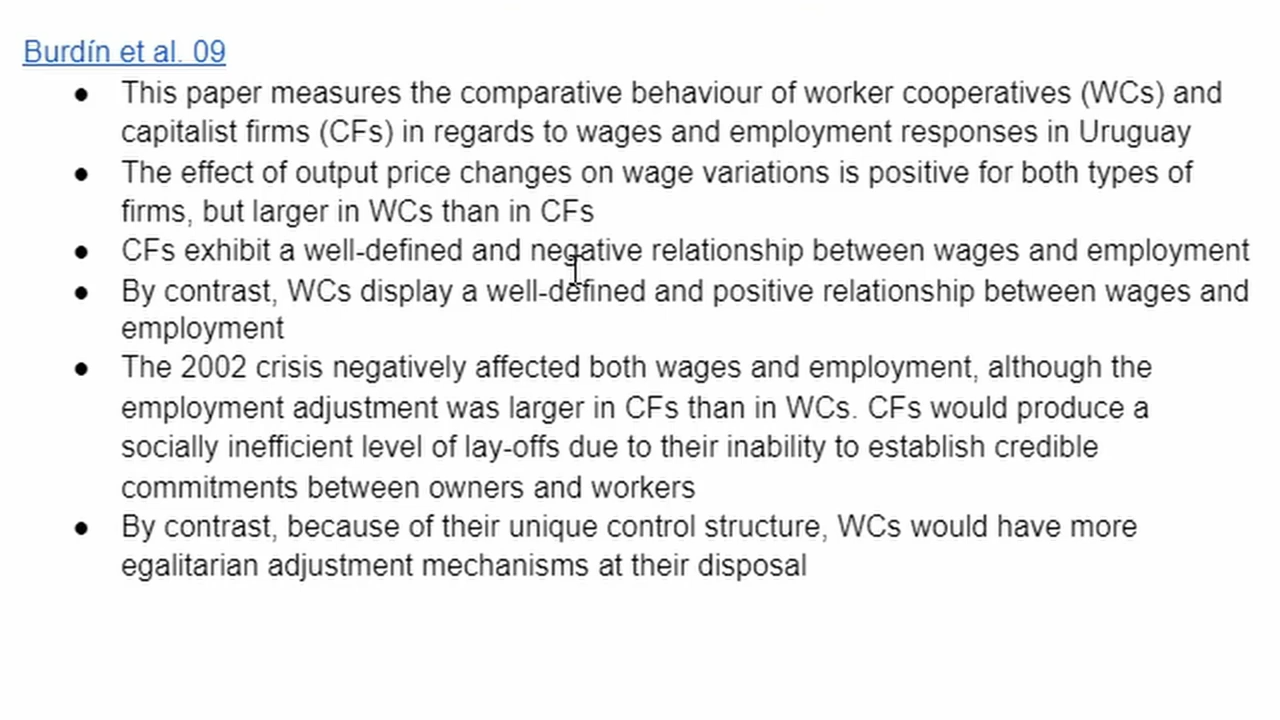 Burdín et al. 09
● This paper measures the comparative behaviour of worker cooperatives (WCs) and
capitalist firms (CFs) in regards to wages and employment responses in Uruguay
● The effect of output price changes on wage variations is positive for both types of
firms, but larger in WCs than in CFs
● CFs exhibit a well-defined and negative relationship between wages and employment
● By contrast, WCs display a well-defined and positive relationship between wages and
employment
● The 2002 crisis negatively affected both wages and employment, although the
employment adjustment was larger in CFs than in WCs. CFs would produce a
socially inefficient level of lay-offs due to their inability to establish credible
commitments between owners and workers
● By contrast, because of their unique control structure, WCs would have more
egalitarian adjustment mechanisms at their disposal